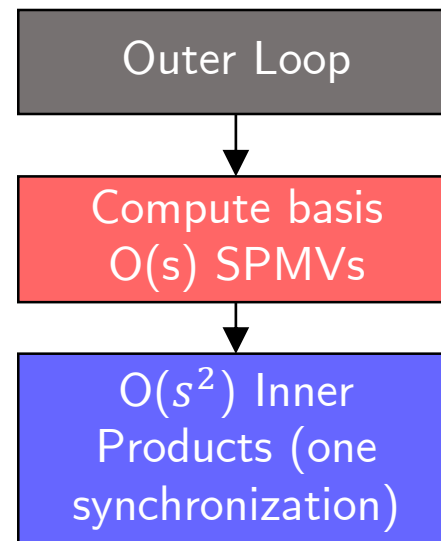 Outer Loop
Compute basis
O(s) SPMVs
O(s²) Inner
Products (one
synchronization)